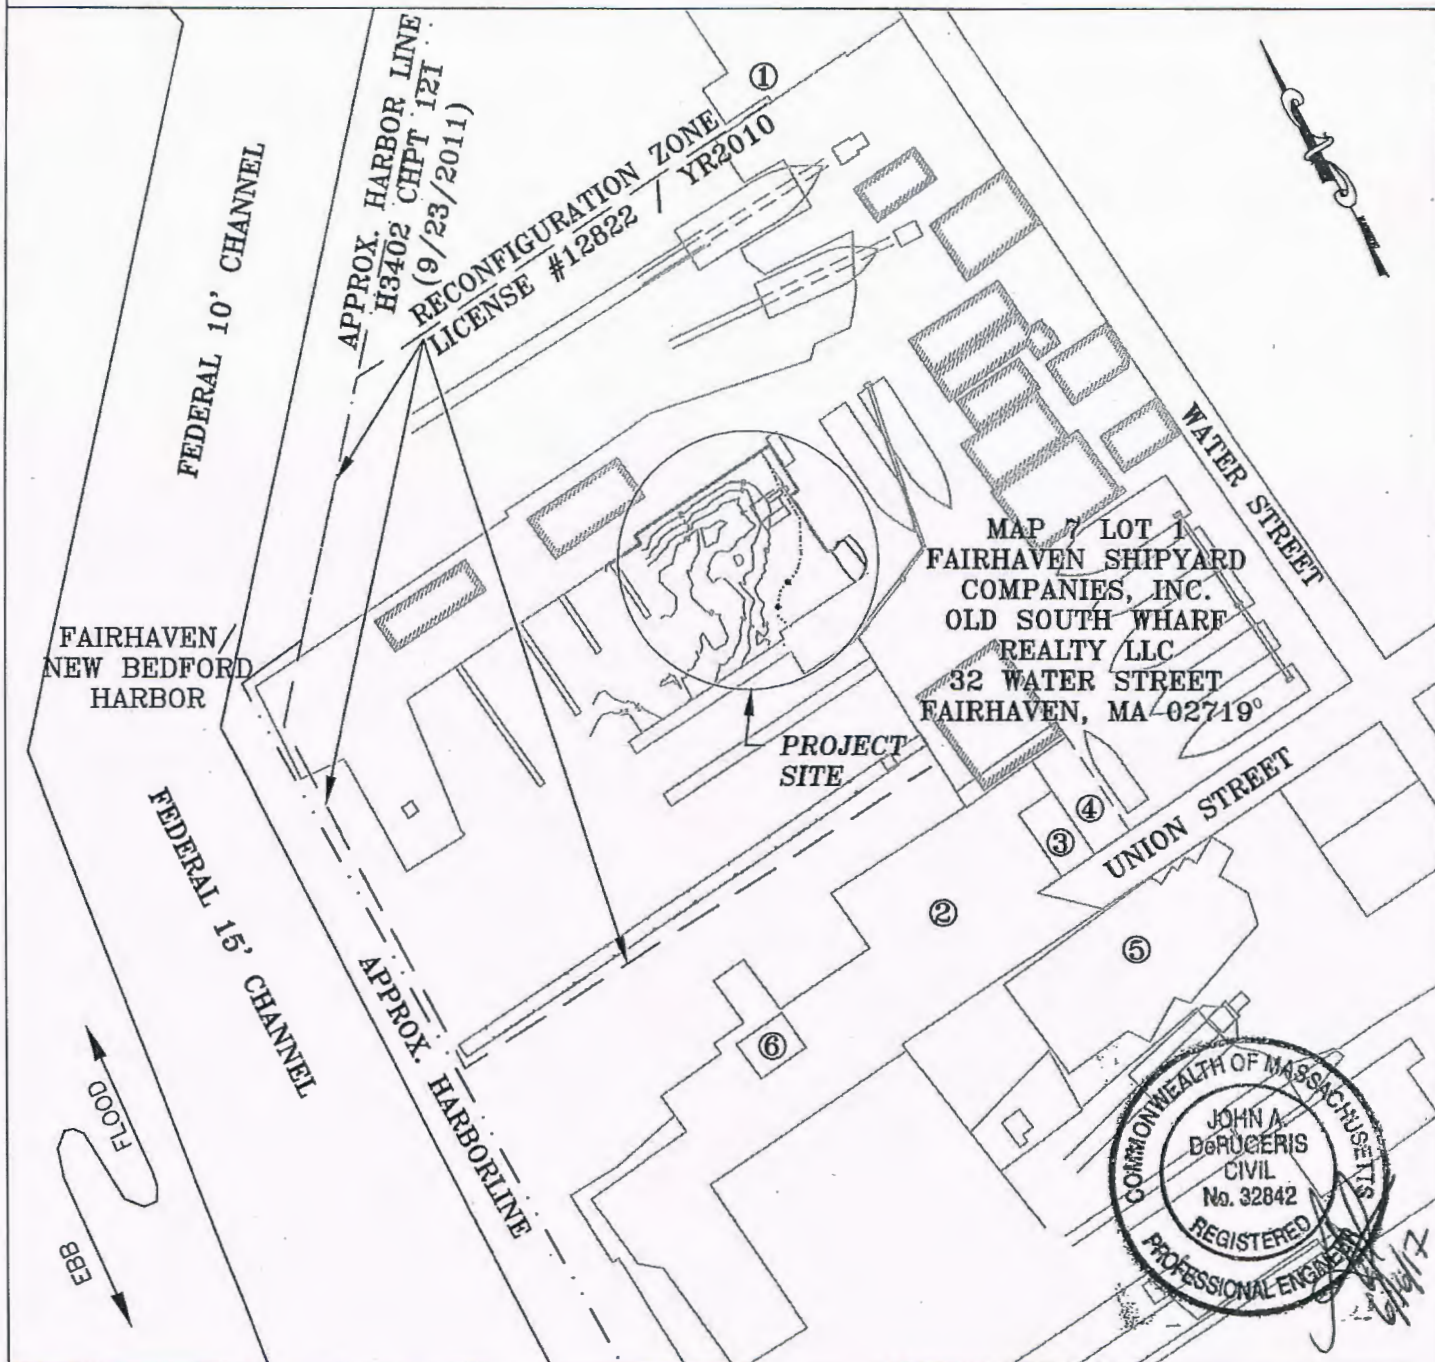 APPROX. HARBOR LINE
H3402 CHPT 121
(9/23/2011)
①
RECONFIGURATION ZONE
LICENSE #12822 / YR2010
FEDERAL 10' CHANNEL
WATER STREET
MAP 7 LOT 1
FAIRHAVEN SHIPYARD
COMPANIES, INC.
OLD SOUTH WHARF
REALTY LLC
32 WATER STREET
FAIRHAVEN, MA 02719
FAIRHAVEN/
NEW BEDFORD
HARBOR
PROJECT
SITE
FEDERAL 15' CHANNEL
④
③
UNION STREET
②
⑤
⑥
APPROX. HARBORLINE
FLOOD
EBB
COMMONWEALTH OF MASSACHUSETTS
JOHN A.
DeRUGERIS
CIVIL
No. 32842
REGISTERED
PROFESSIONAL ENGINEER